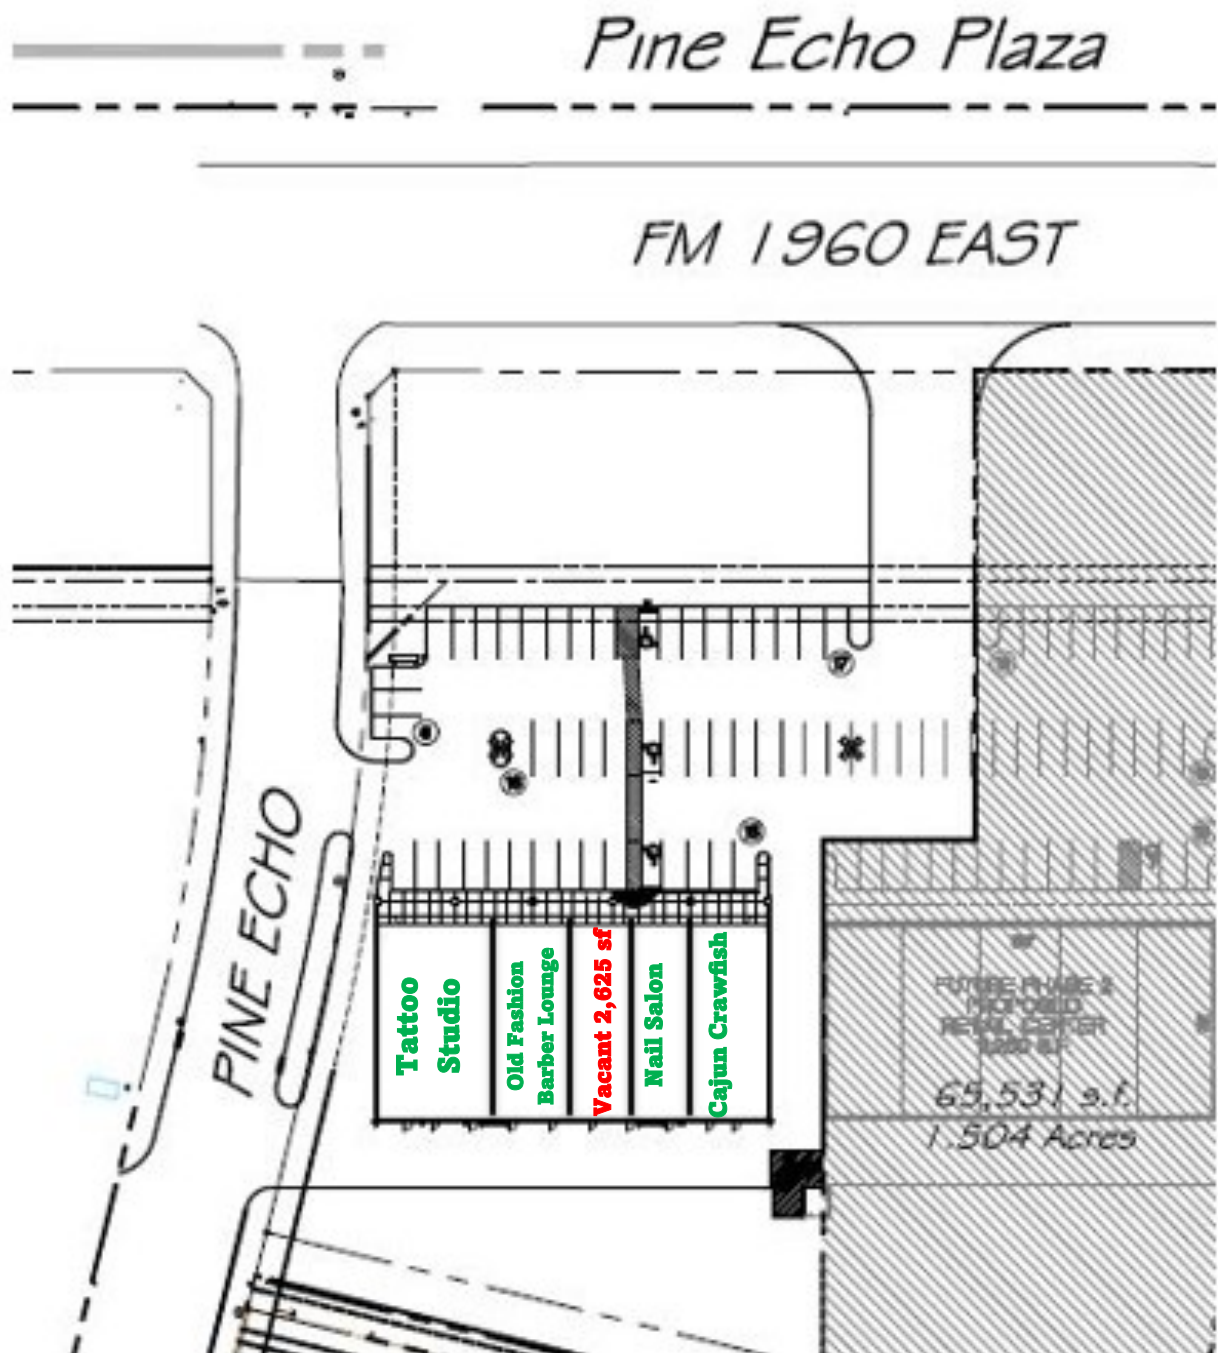 Pine Echo Plaza
FM 1960 EAST
PINE ECHO
Tattoo
Studio
Old Fashion
Barber Lounge
Vacant 2,625 sf
Nail Salon
Cajun Crawfish
FUTURE PHASE 2
PROPOSED
RETAIL CENTER
65,531 s.f.
1.504 Acres